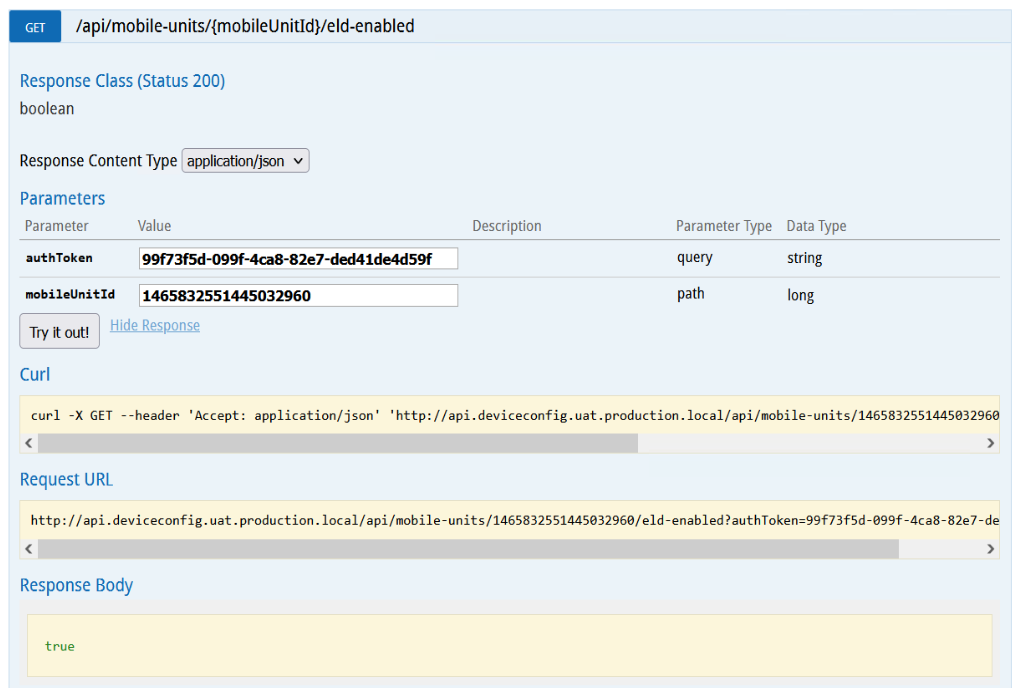 GET /api/mobile-units/{mobileUnitId}/eld-enabled
Response Class (Status 200)
boolean
Response Content Type application/json
Parameters
Parameter Value Description Parameter Type Data Type
authToken 99f73f5d-099f-4ca8-82e7-ded41de4d59f query string
mobileUnitId 1465832551445032960 path long
Try it out! Hide Response
Curl
curl -X GET --header 'Accept: application/json' 'http://api.deviceconfig.uat.production.local/api/mobile-units/1465832551445032960
Request URL
http://api.deviceconfig.uat.production.local/api/mobile-units/1465832551445032960/eld-enabled?authToken=99f73f5d-099f-4ca8-82e7-de
Response Body
true